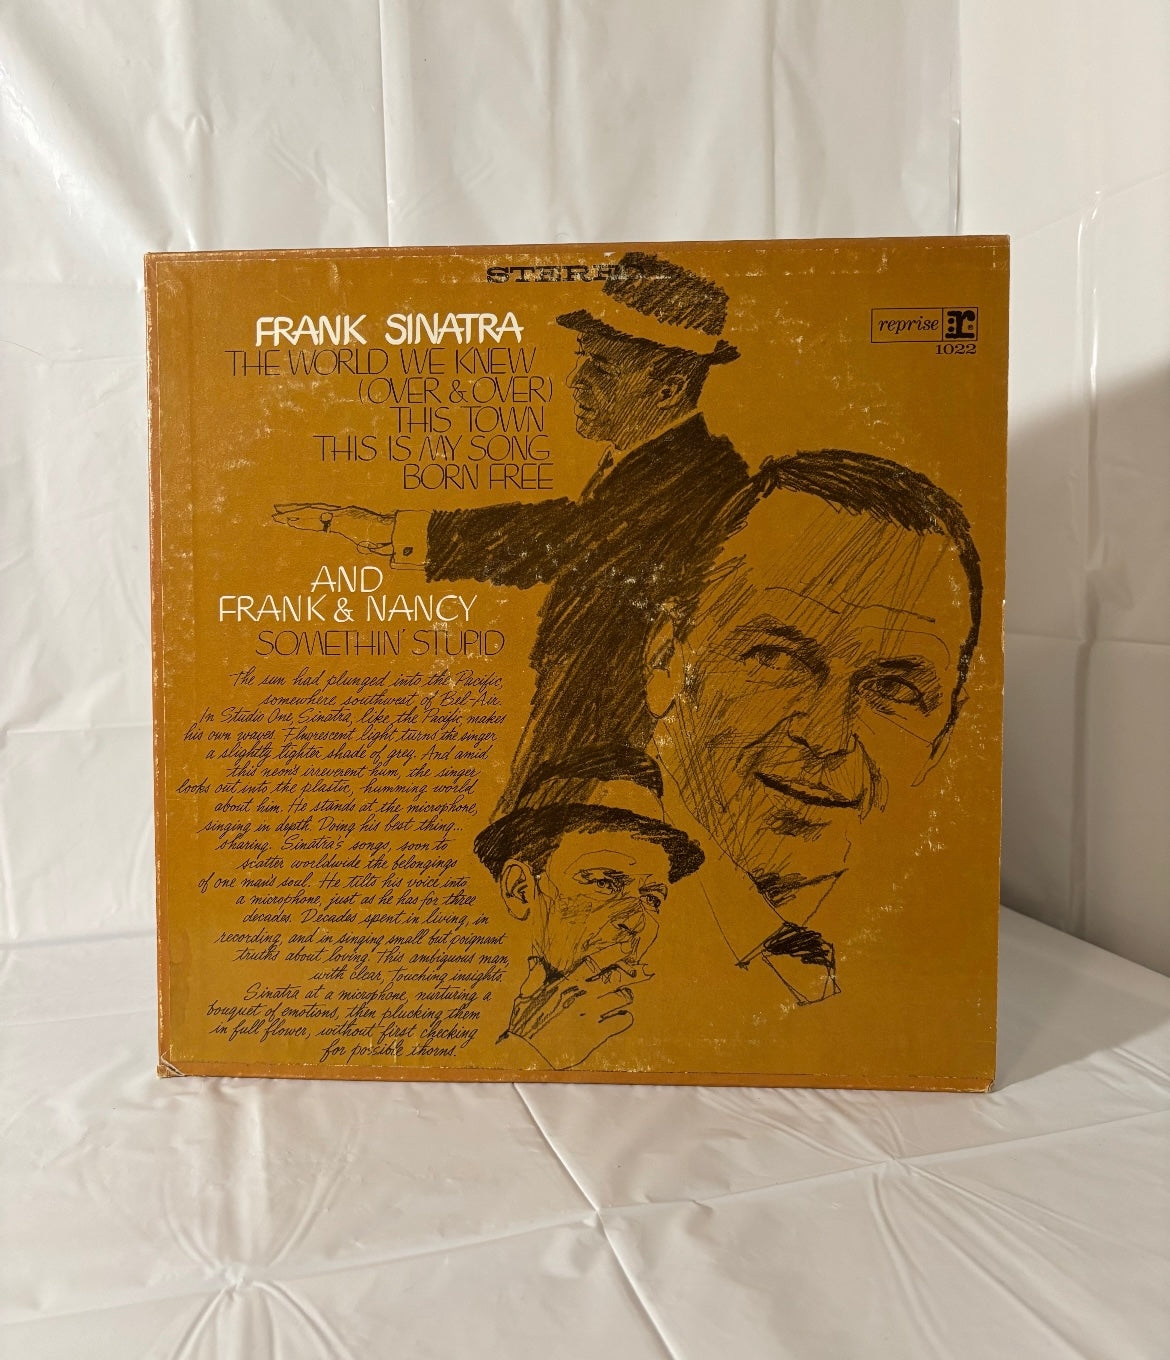 STEREO
FRANK SINATRA
THE WORLD WE KNEW
(OVER & OVER)
THIS TOWN
THIS IS MY SONG
BORN FREE
reprise r:
1022
AND
FRANK & NANCY
SOMETHIN' STUPID
The sun had plunged into the Pacific,
somewhere southwest of Bel-Air.
In Studio One, Sinatra, like the Pacific, makes
his own waves. Fluorescent light turns the singer
a slightly lighter shade of grey. And amid
this neon's irreverent hum, the singer
looks out into the plastic, humming world
about him. He stands at the microphone,
singing in depth. Doing his best thing...
Sharing. Sinatra's songs, soon to
scatter worldwide the belongings
of one man's soul. He tilts his voice into
a microphone, just as he has for three
decades. Decades spent in living, in
recording, and in singing small but poignant
truths about loving. This ambiguous man,
with clear, touching insights.
Sinatra at a microphone, nurturing a
bouquet of emotions, then plucking them
in full flower, without first checking
for possible thorns.